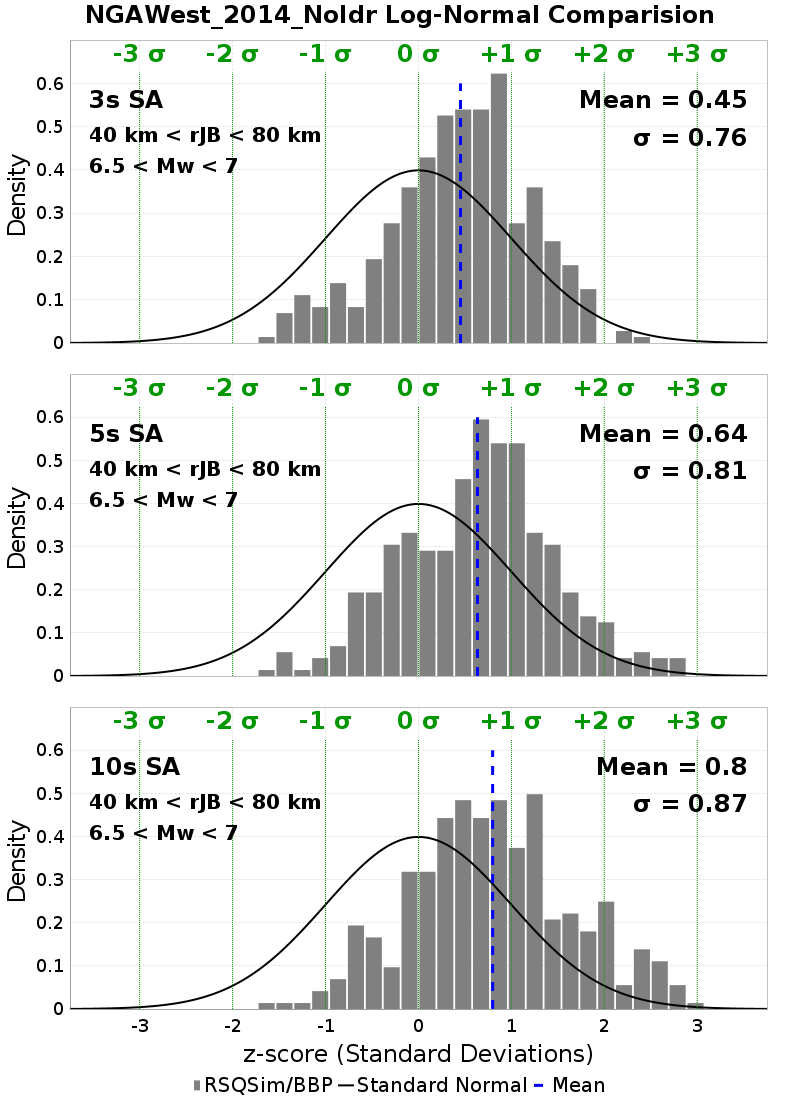 NGAWest_2014_NoIdr Log-Normal Comparision
-3 σ -2 σ -1 σ 0 σ +1 σ +2 σ +3 σ
3s SA
Mean = 0.45
40 km < rJB < 80 km
σ = 0.76
6.5 < Mw < 7
0.6
0.5
0.4
0.3
0.2
0.1
0
Density
-3 σ -2 σ -1 σ 0 σ +1 σ +2 σ +3 σ
5s SA
Mean = 0.64
40 km < rJB < 80 km
σ = 0.81
6.5 < Mw < 7
0.6
0.5
0.4
0.3
0.2
0.1
0
Density
-3 σ -2 σ -1 σ 0 σ +1 σ +2 σ +3 σ
10s SA
Mean = 0.8
40 km < rJB < 80 km
σ = 0.87
6.5 < Mw < 7
0.6
0.5
0.4
0.3
0.2
0.1
0
Density
-3 -2 -1 0 1 2 3
z-score (Standard Deviations)
RSQSim/BBP Standard Normal Mean